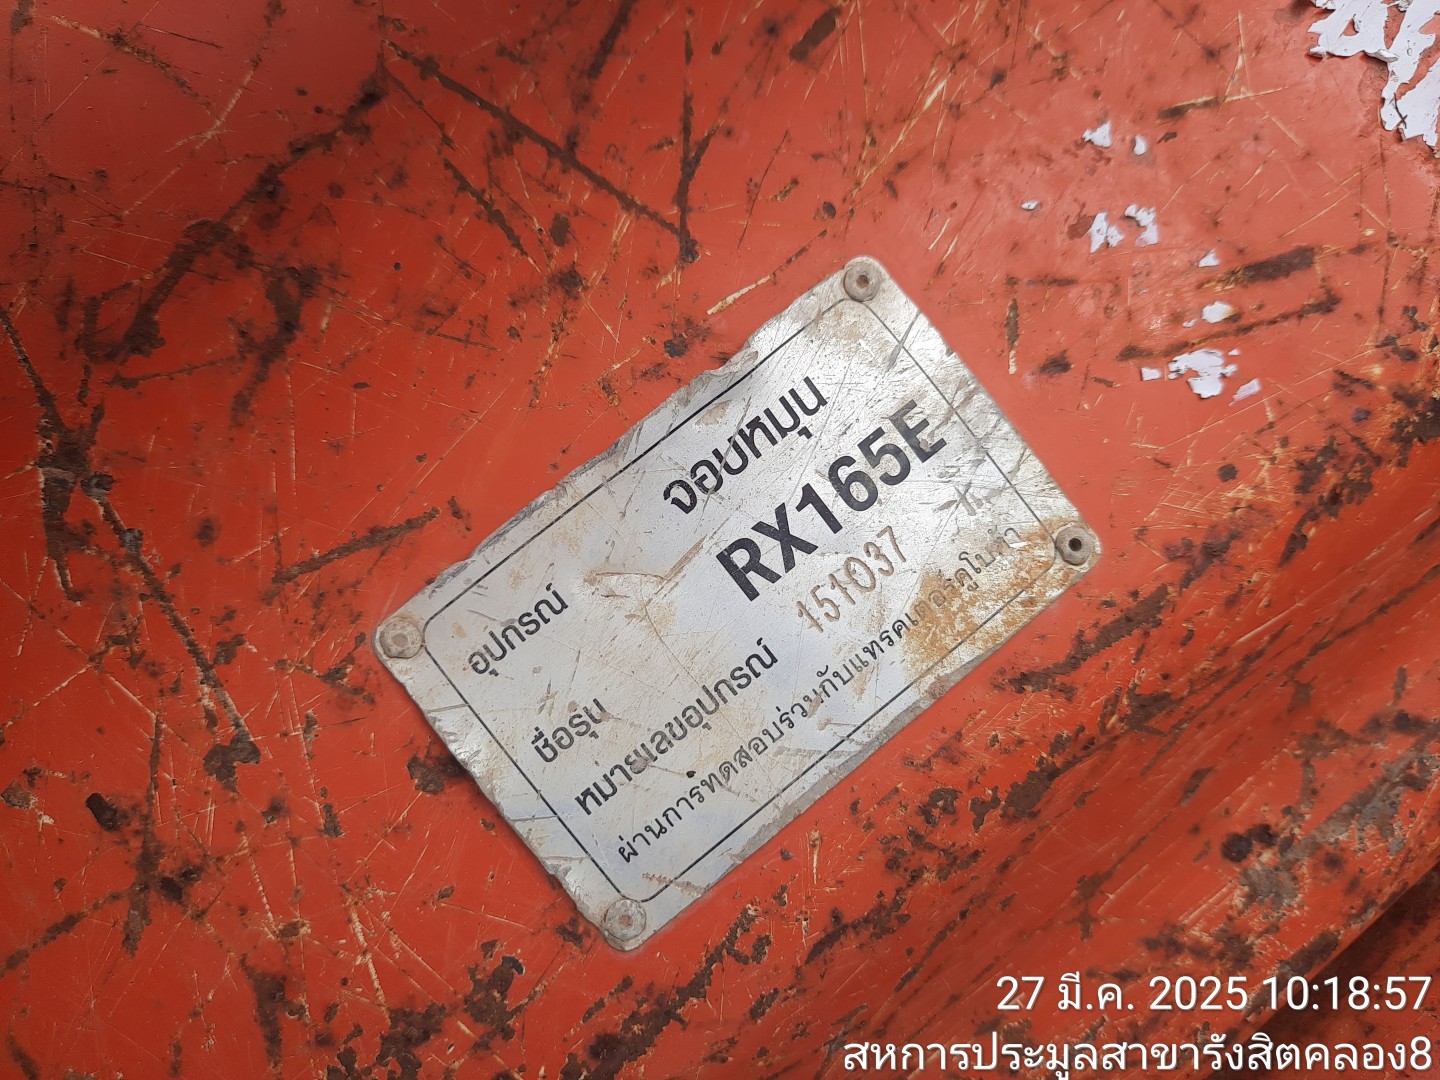 อุปกรณ์ จอบหมุน
ชื่อรุ่น RX165E
หมายเลขอุปกรณ์ 151037
ผ่านการทดสอบร่วมกับแทรคเตอร์คูโบต้า
27 มี.ค. 2025 10:18:57
สหการประมูลสาขารังสิตคลอง8